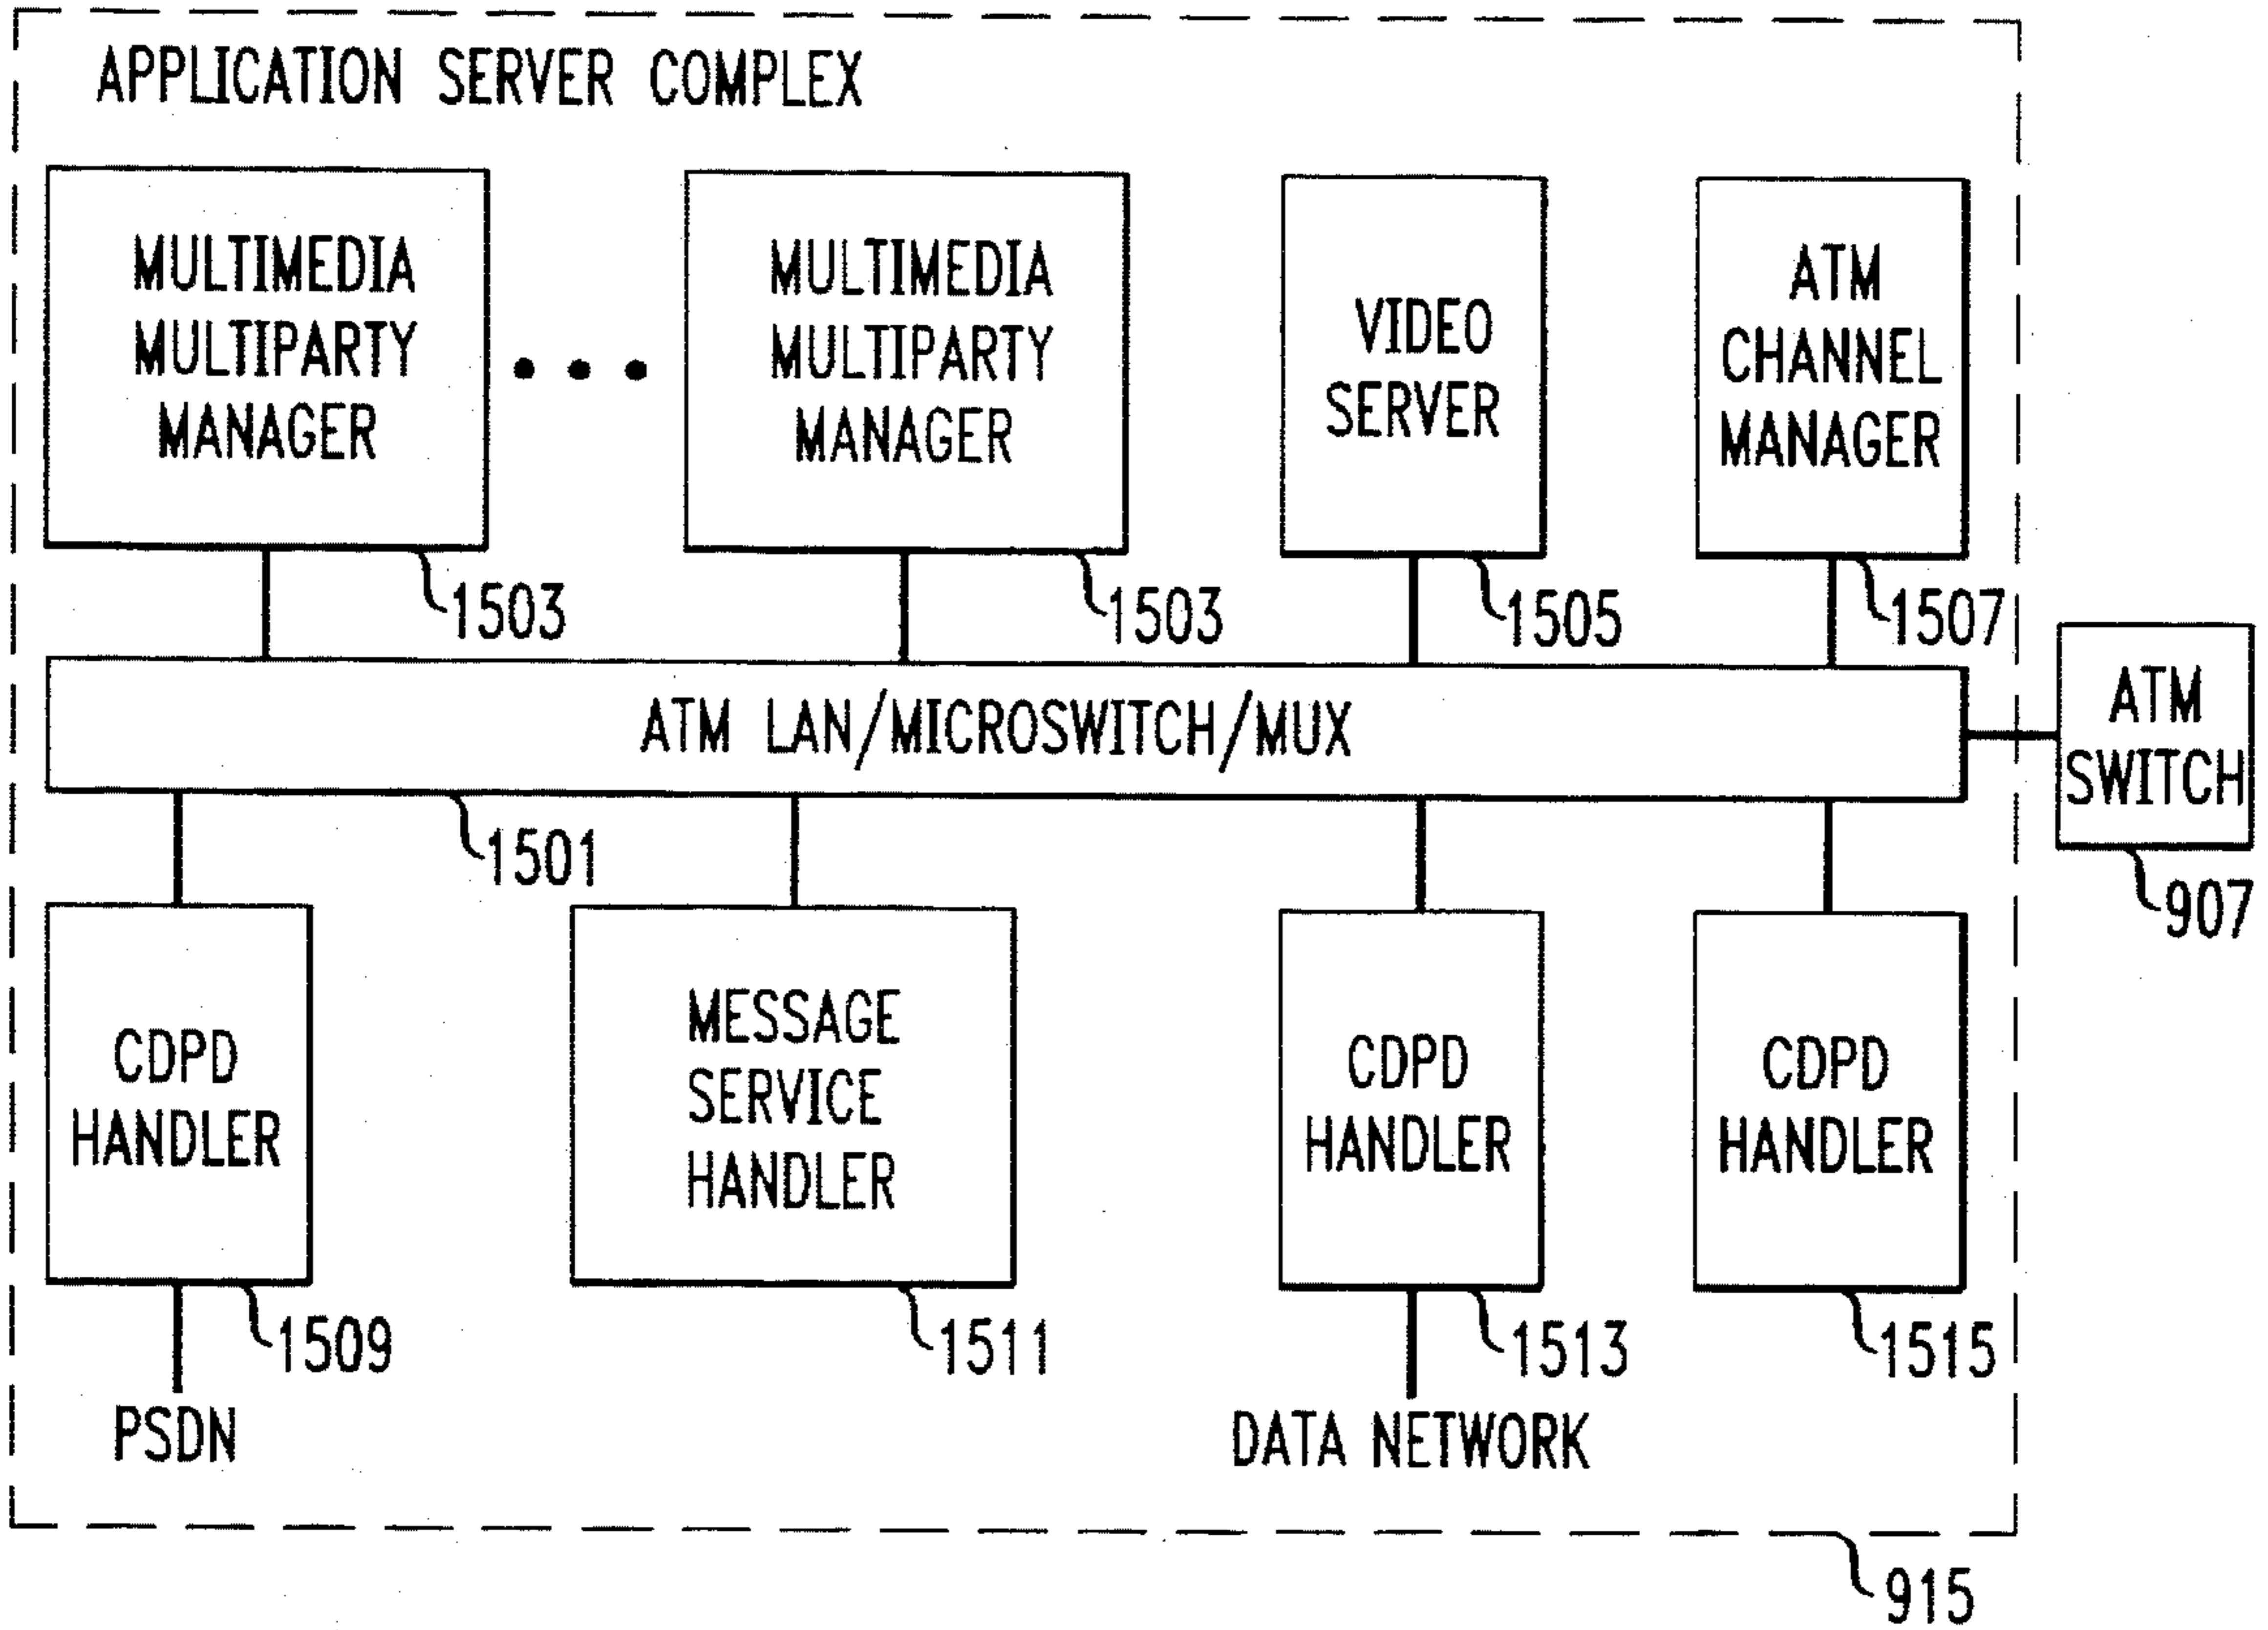 APPLICATION SERVER COMPLEX
MULTIMEDIA
MULTIPARTY
MANAGER
1503
MULTIMEDIA
MULTIPARTY
MANAGER
1503
VIDEO
SERVER
1505
ATM
CHANNEL
MANAGER
1507
ATM LAN/MICROSWITCH/MUX
1501
ATM
SWITCH
907
CDPD
HANDLER
1509
PSDN
MESSAGE
SERVICE
HANDLER
1511
CDPD
HANDLER
1513
DATA NETWORK
CDPD
HANDLER
1515
915